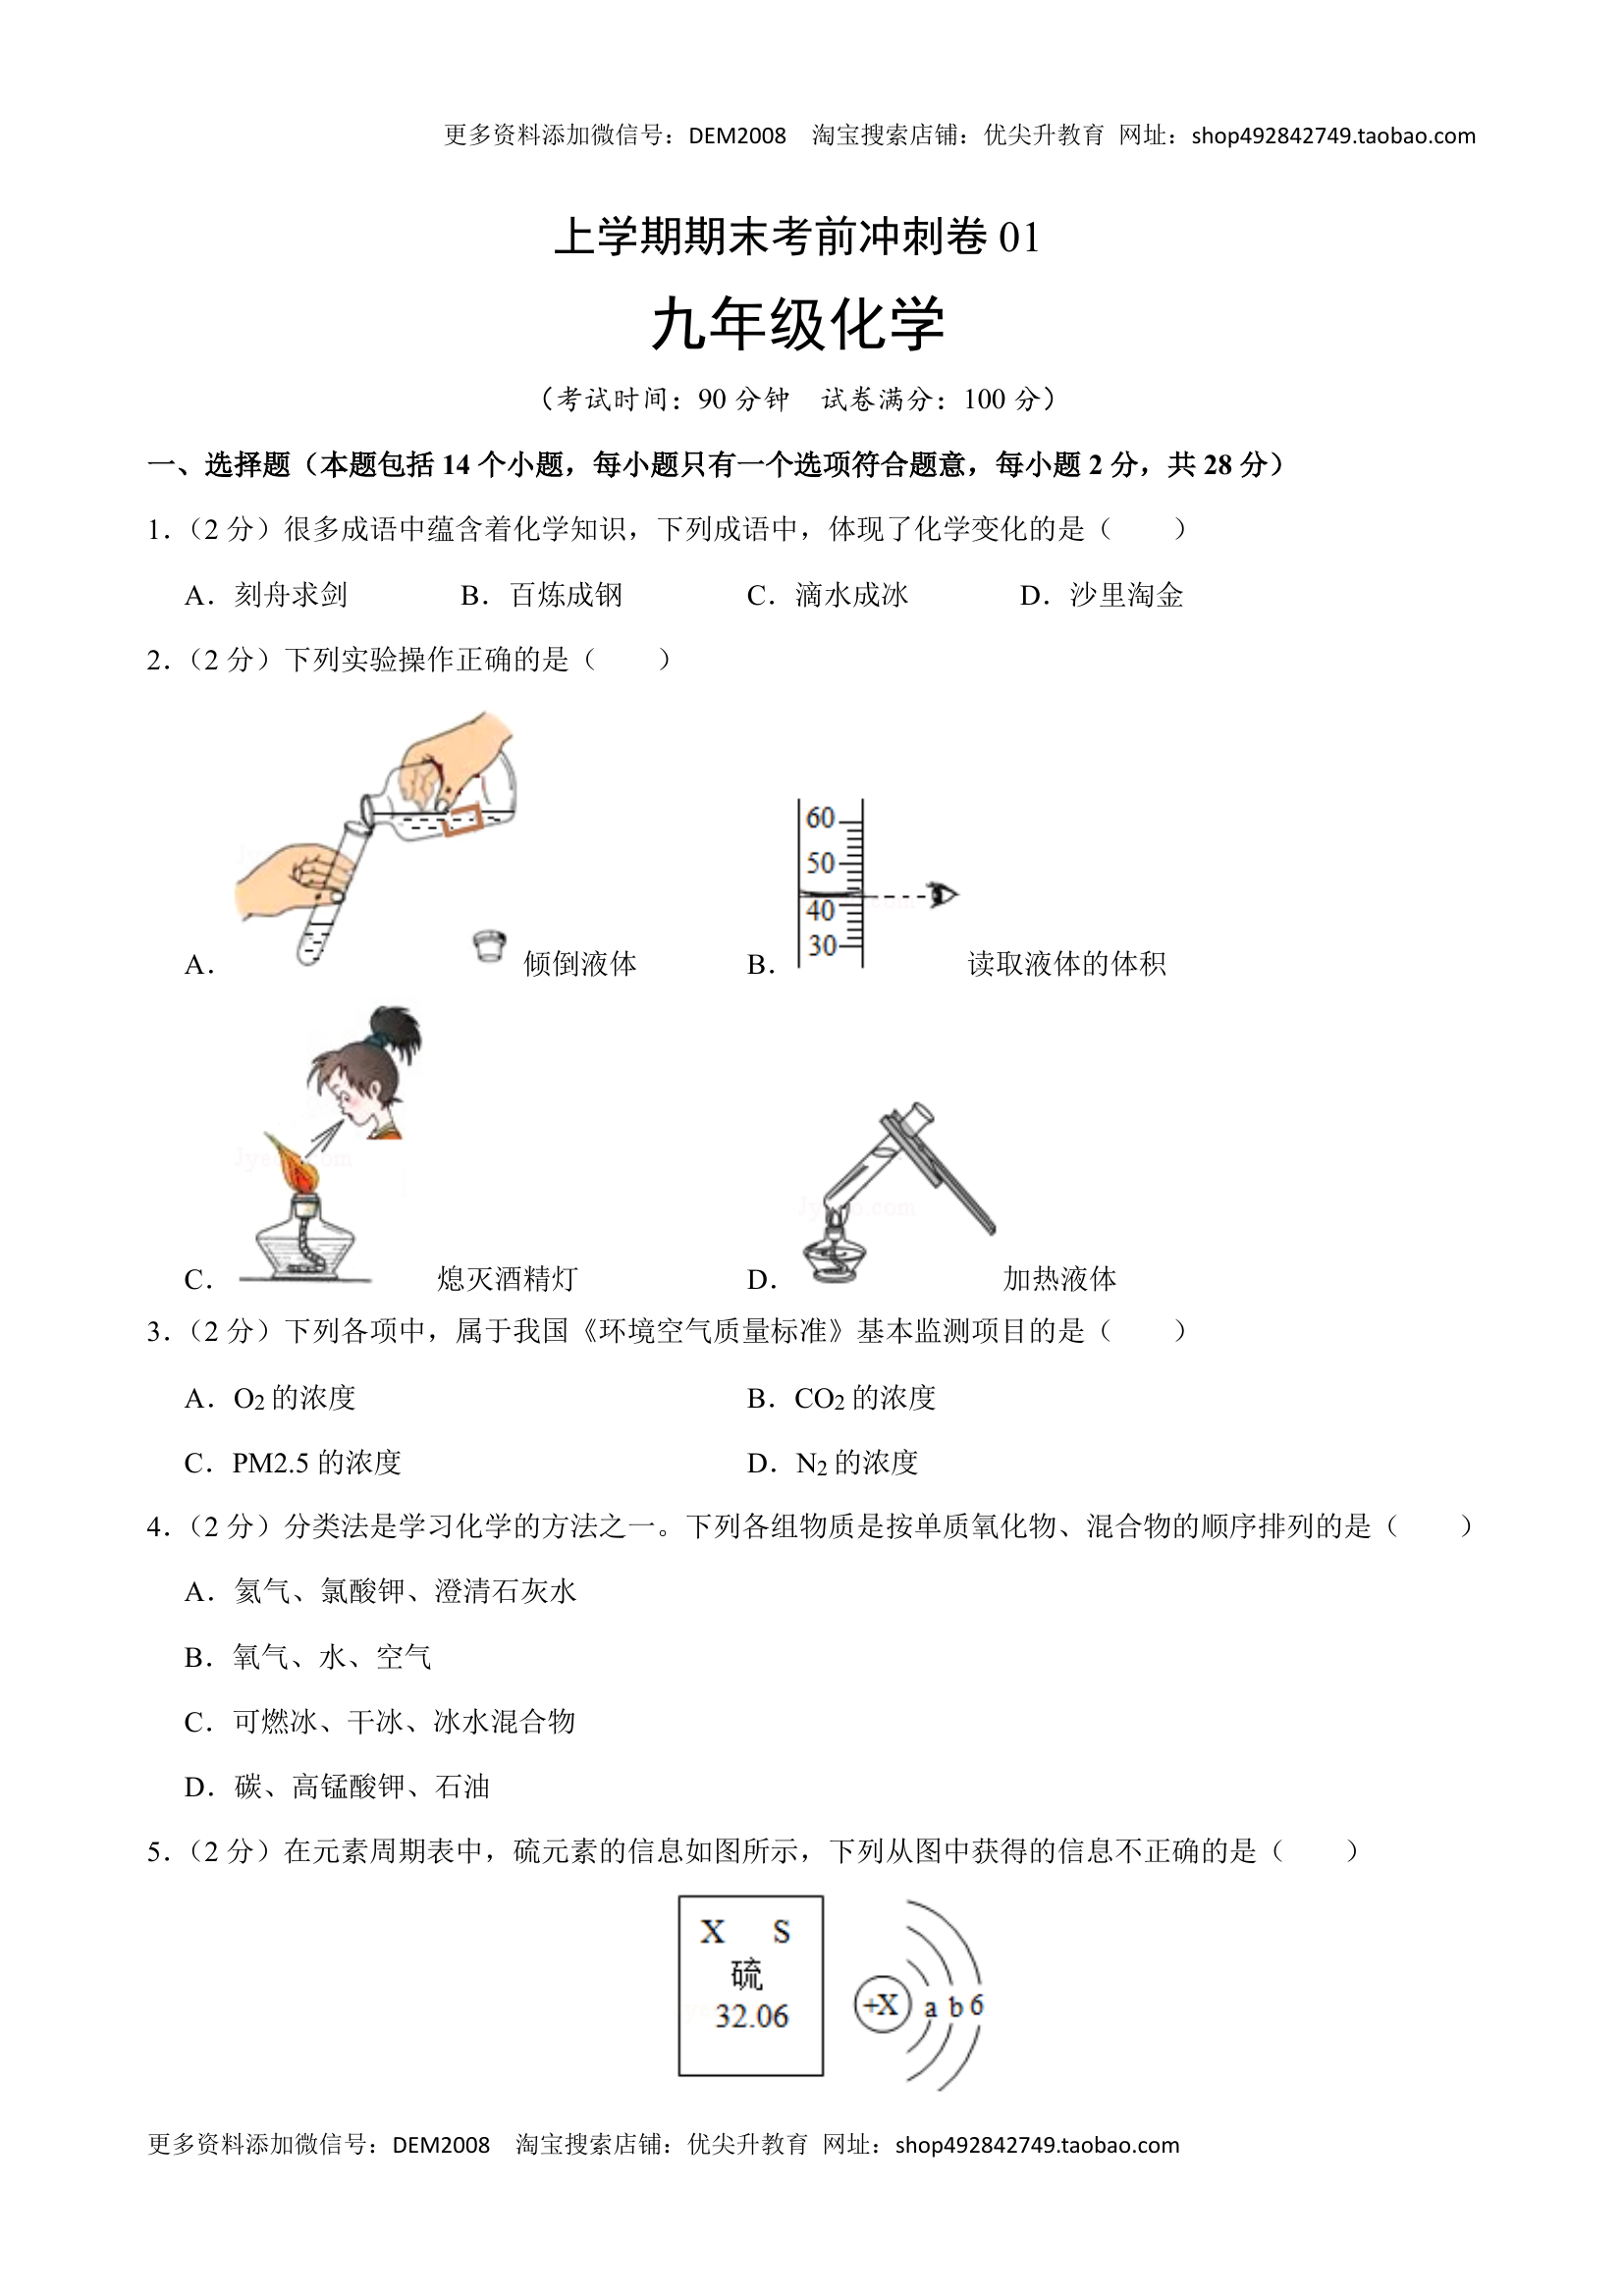 更多资料添加微信号：DEM2008 淘宝搜索店铺：优尖升教育 网址：shop492842749.taobao.com
上学期期末考前冲刺卷 01
九年级化学
（考试时间：90 分钟 试卷满分：100 分）
一、选择题（本题包括 14 个小题，每小题只有一个选项符合题意，每小题 2 分，共 28 分）
1．（2 分）很多成语中蕴含着化学知识，下列成语中，体现了化学变化的是（ ）
A．刻舟求剑 B．百炼成钢 C．滴水成冰 D．沙里淘金
2．（2 分）下列实验操作正确的是（ ）
60
50
40
30
A． 倾倒液体 B． 读取液体的体积
C． 熄灭酒精灯 D． 加热液体
3．（2 分）下列各项中，属于我国《环境空气质量标准》基本监测项目的是（ ）
A．O2 的浓度 B．CO2 的浓度
C．PM2.5 的浓度 D．N2 的浓度
4．（2 分）分类法是学习化学的方法之一。下列各组物质是按单质氧化物、混合物的顺序排列的是（ ）
A．氦气、氯酸钾、澄清石灰水
B．氧气、水、空气
C．可燃冰、干冰、冰水混合物
D．碳、高锰酸钾、石油
5．（2 分）在元素周期表中，硫元素的信息如图所示，下列从图中获得的信息不正确的是（ ）
X S
硫
32.06
+X a b 6
更多资料添加微信号：DEM2008 淘宝搜索店铺：优尖升教育 网址：shop492842749.taobao.com